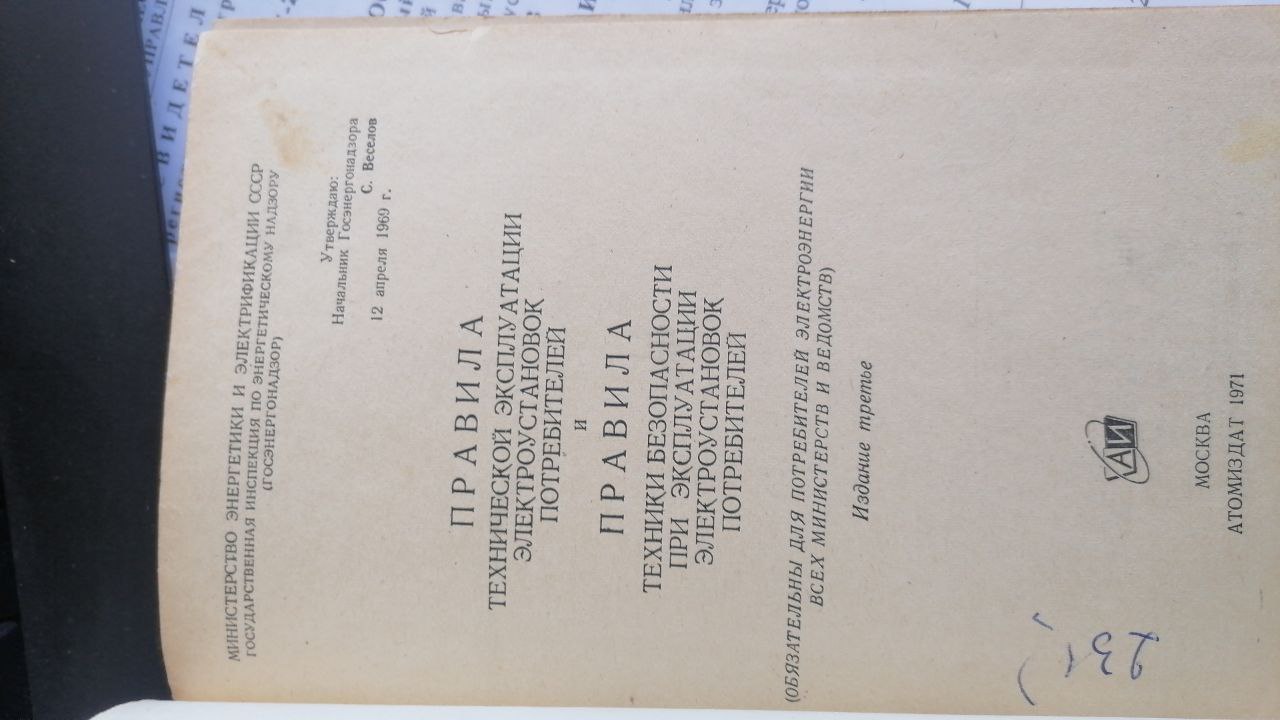 МИНИСТЕРСТВО ЭНЕРГЕТИКИ И ЭЛЕКТРИФИКАЦИИ СССР
ГОСУДАРСТВЕННАЯ ИНСПЕКЦИЯ ПО ЭНЕРГЕТИЧЕСКОМУ НАДЗОРУ
(ГОСЭНЕРГОНАДЗОР)
Утверждаю:
Начальник Госэнергонадзора
С. Веселов
12 апреля 1969 г.
ПРАВИЛА
ТЕХНИЧЕСКОЙ ЭКСПЛУАТАЦИИ
ЭЛЕКТРОУСТАНОВОК
ПОТРЕБИТЕЛЕЙ
И
ПРАВИЛА
ТЕХНИКИ БЕЗОПАСНОСТИ
ПРИ ЭКСПЛУАТАЦИИ
ЭЛЕКТРОУСТАНОВОК
ПОТРЕБИТЕЛЕЙ
(ОБЯЗАТЕЛЬНЫ ДЛЯ ПОТРЕБИТЕЛЕЙ ЭЛЕКТРОЭНЕРГИИ
ВСЕХ МИНИСТЕРСТВ И ВЕДОМСТВ)
Издание третье
АИ
МОСКВА
АТОМИЗДАТ 1971